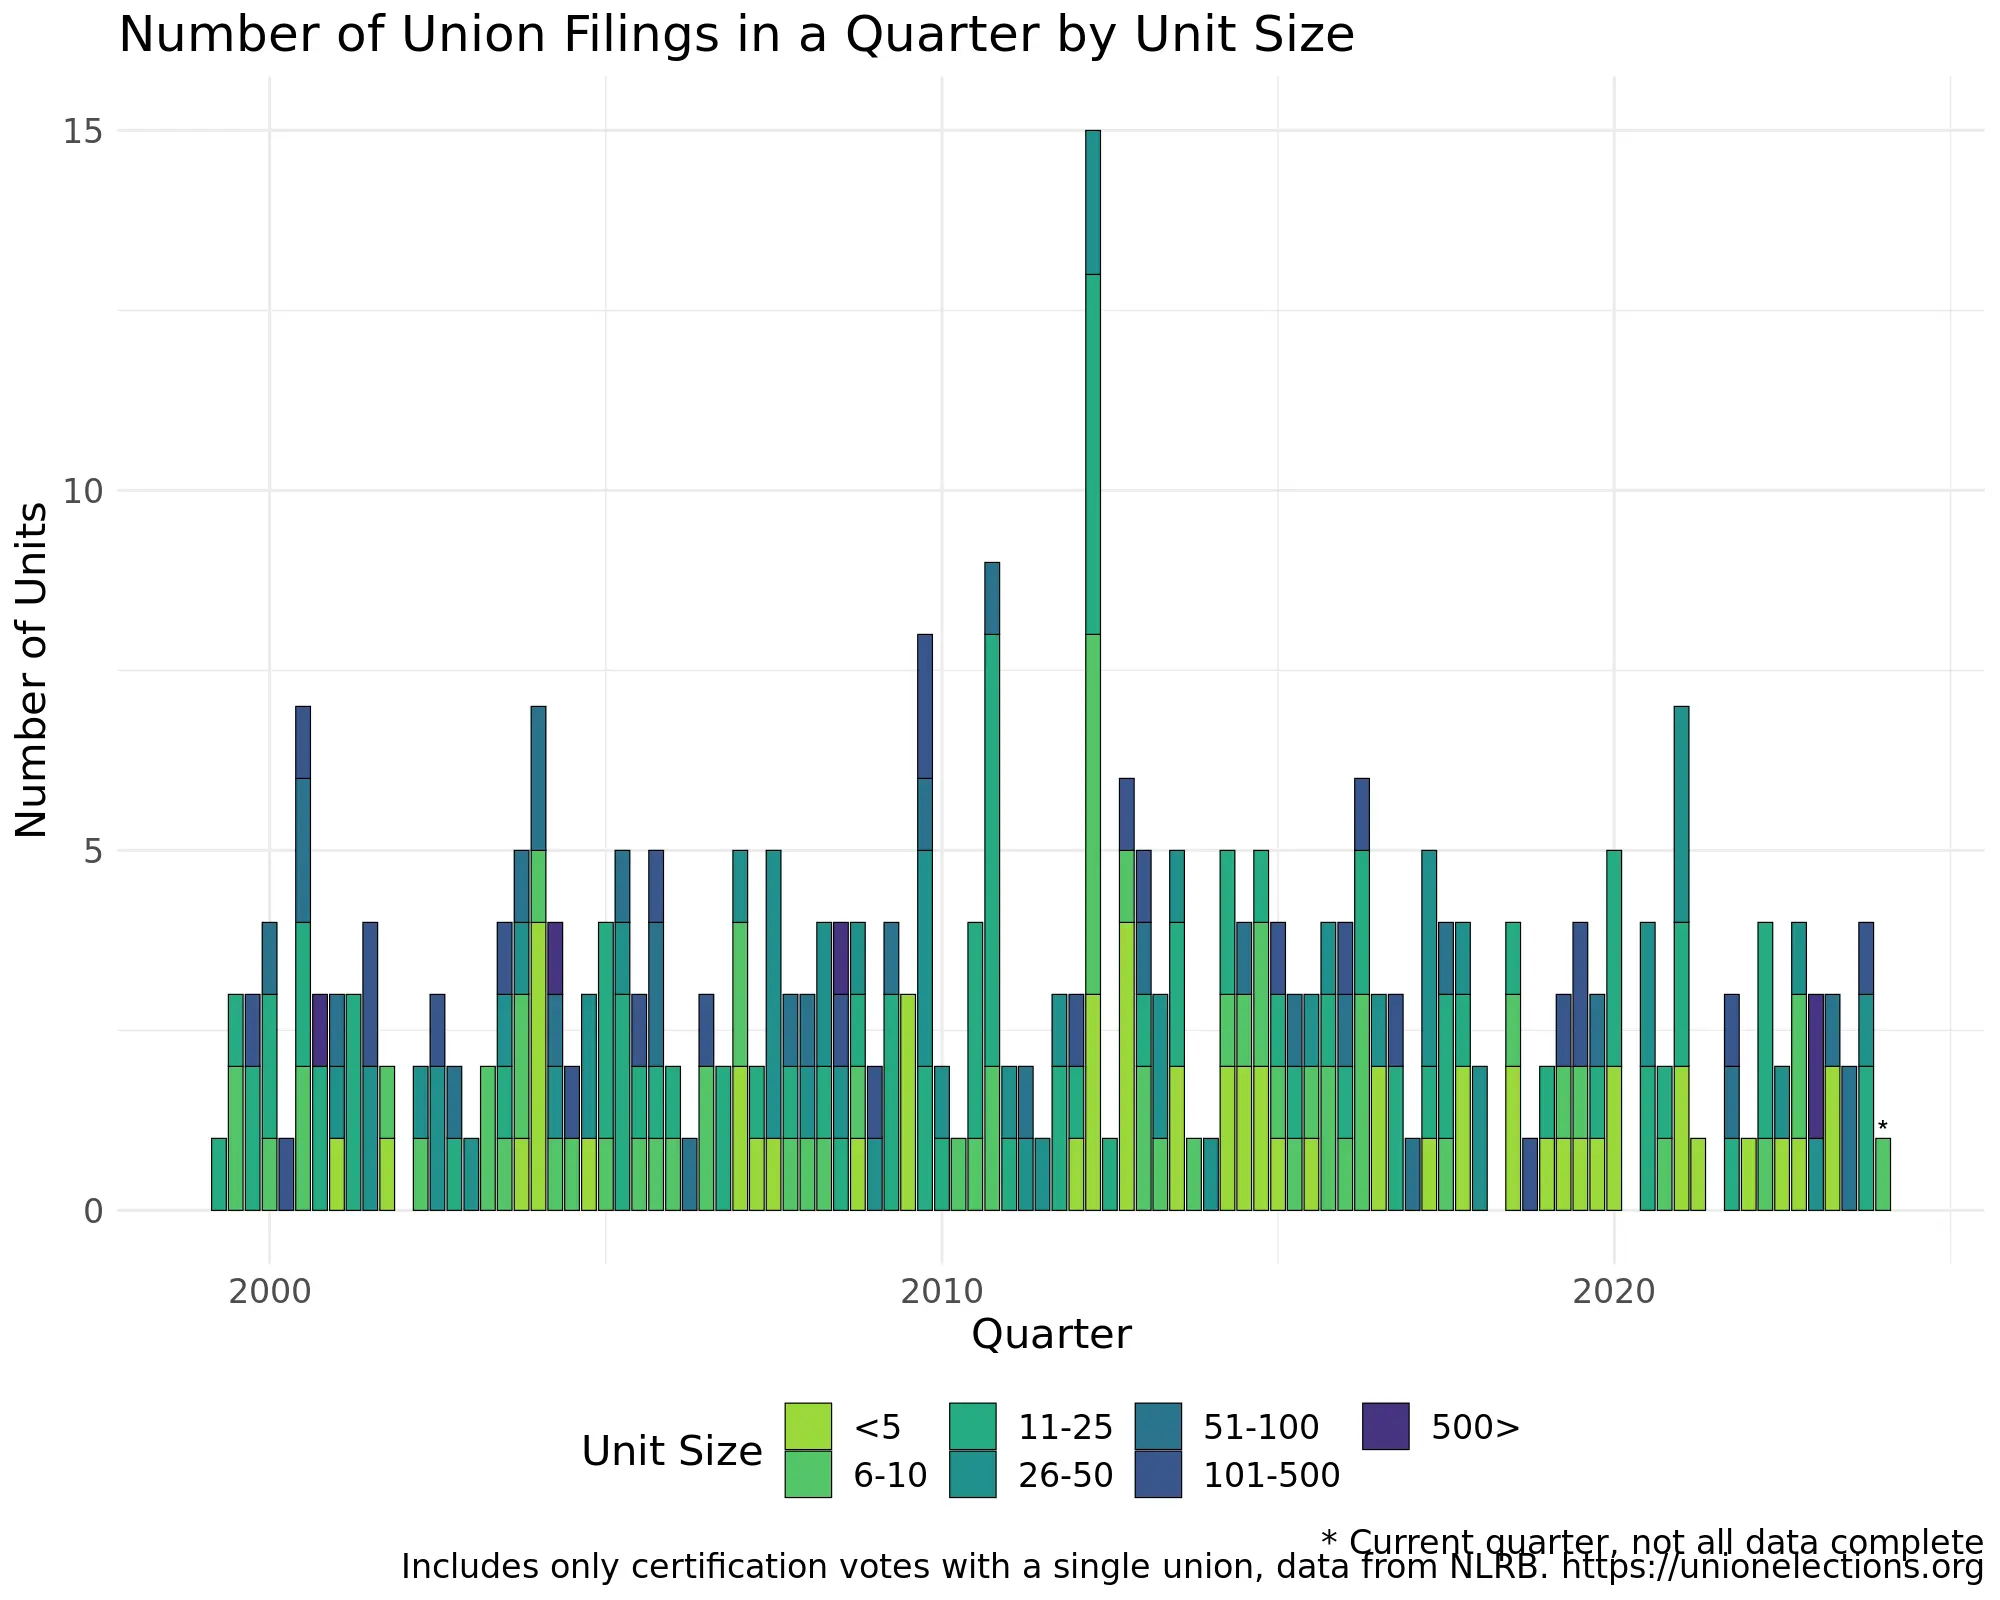 Number of Union Filings in a Quarter by Unit Size
15
10
5
0
Number of Units
*
2000 2010 2020
Quarter
Unit Size
<5 11-25 51-100 500>
6-10 26-50 101-500
* Current quarter, not all data complete
Includes only certification votes with a single union, data from NLRB. https://unionelections.org